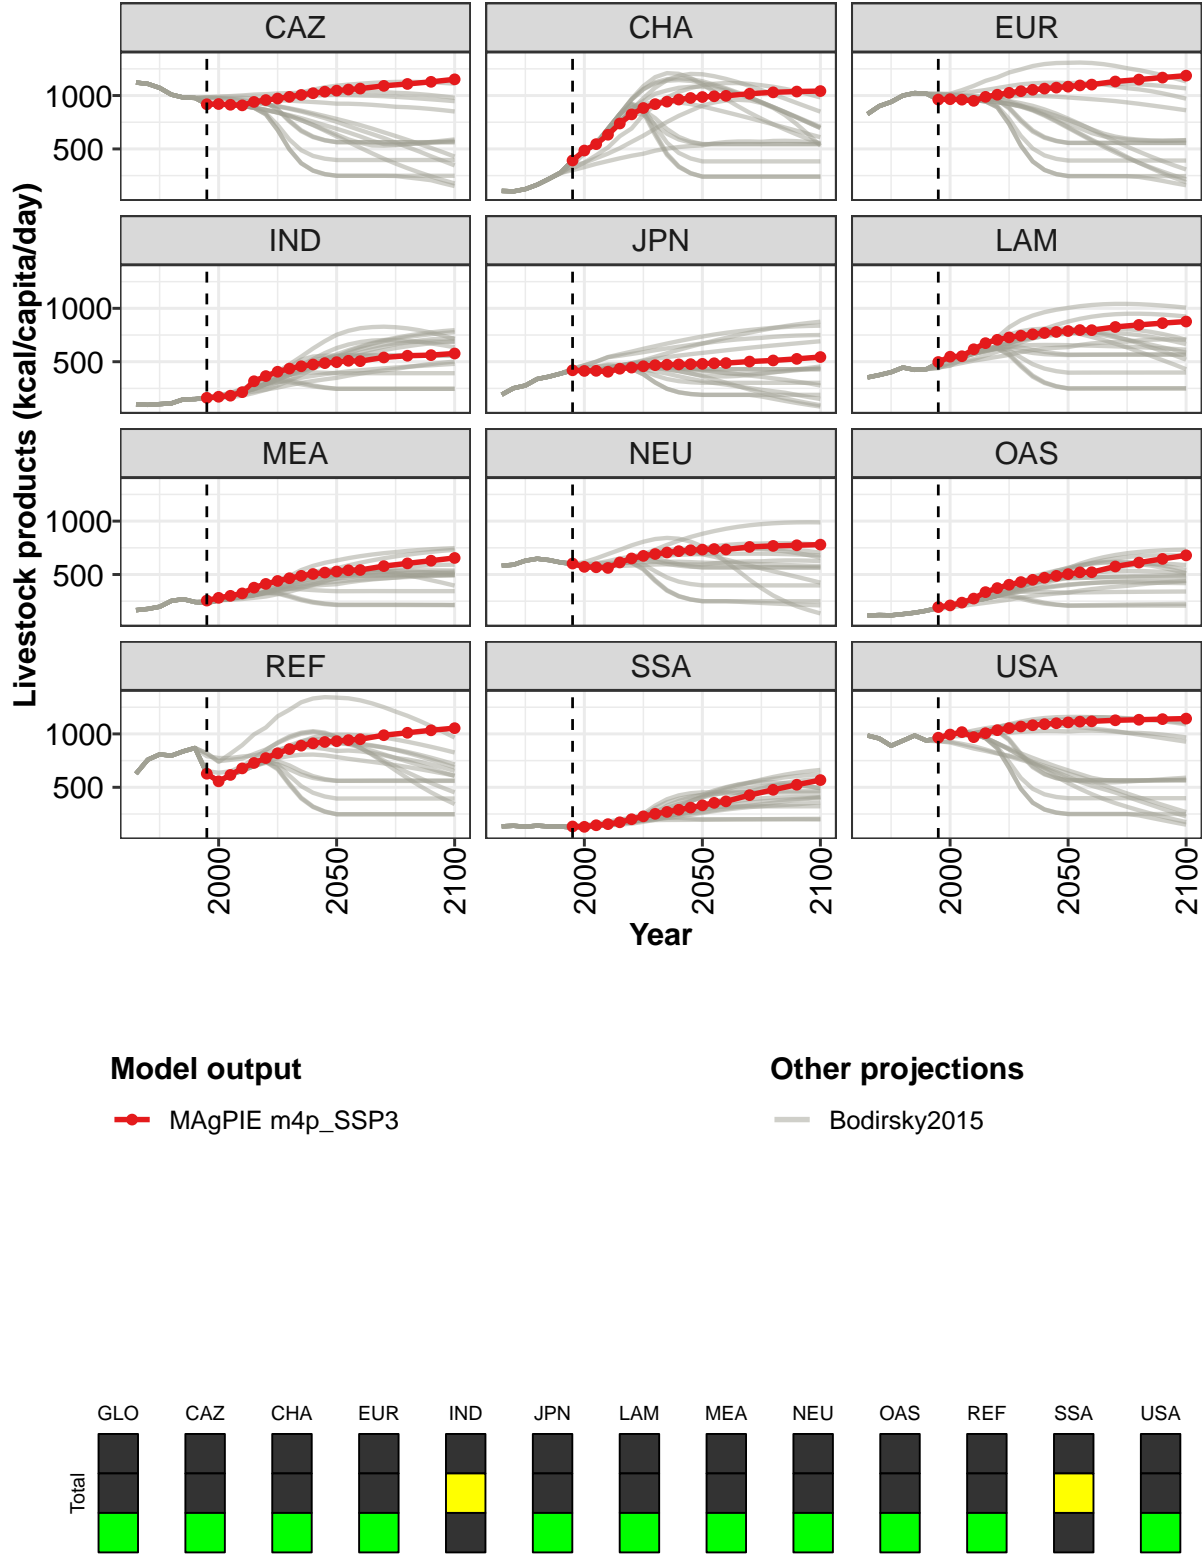 CAZ CHA EUR
1000
500
IND JPN LAM
1000
500
MEA NEU OAS
1000
500
REF SSA USA
1000
500
Livestock products (kcal/capita/day)
2000 2050 2100 2000 2050 2100 2000 2050 2100
Year
Model output Other projections
MAgPIE m4p_SSP3 Bodirsky2015
GLO CAZ CHA EUR IND JPN LAM MEA NEU OAS REF SSA USA
Total